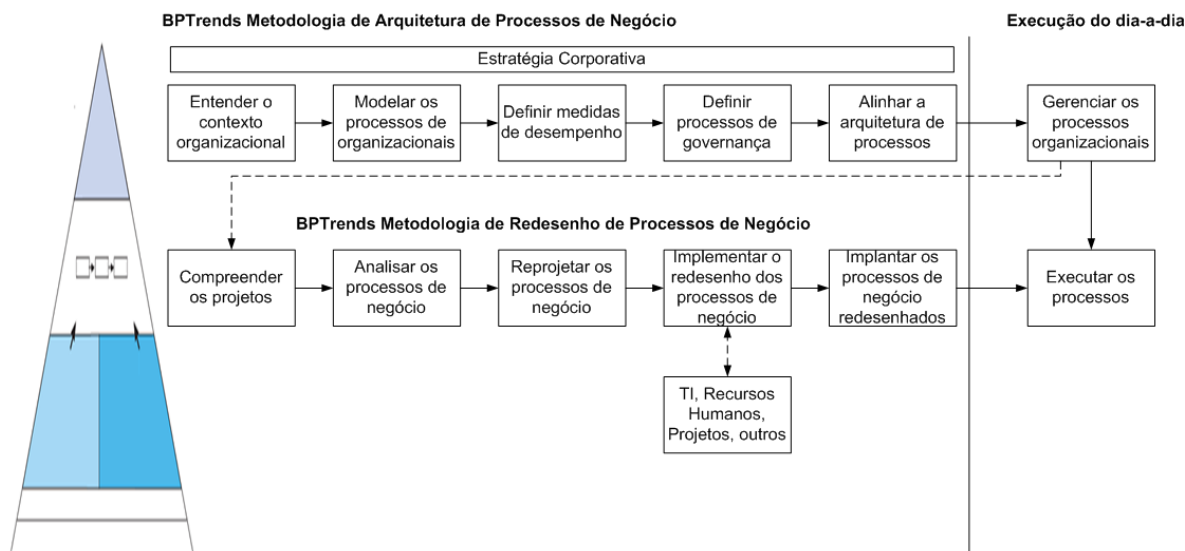 BPTrends Metodologia de Arquitetura de Processos de Negócio
Execução do dia-a-dia
Estratégia Corporativa
Entender o
contexto
organizacional
Modelar os
processos de
organizacionais
Definir medidas
de desempenho
Definir
processos de
governança
Alinhar a
arquitetura de
processos
Gerenciar os
processos
organizacionais
BPTrends Metodologia de Redesenho de Processos de Negócio
Compreender
os projetos
Analisar os
processos de
negócio
Reprojetar os
processos de
negócio
Implementar o
redesenho dos
processos de
negócio
Implantar os
processos de
negócio
redesenhados
Executar os
processos
TI, Recursos
Humanos,
Projetos, outros